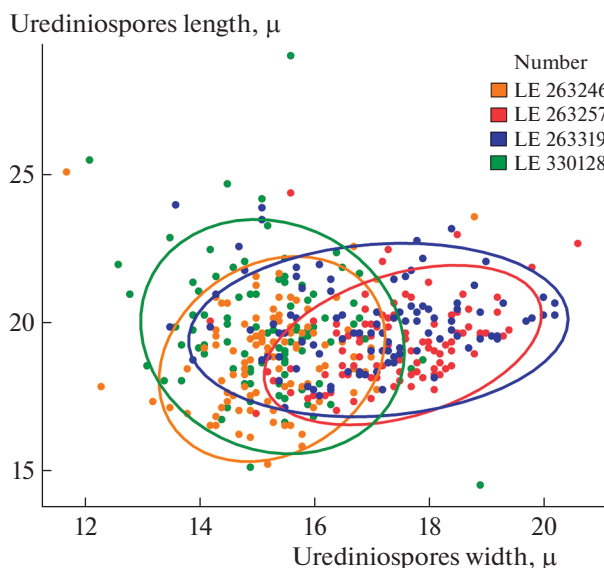 Urediniospores length, μ
Number
LE 263246
LE 263257
LE 263319
LE 330128
25
20
15
12 14 16 18 20
Urediniospores width, μ